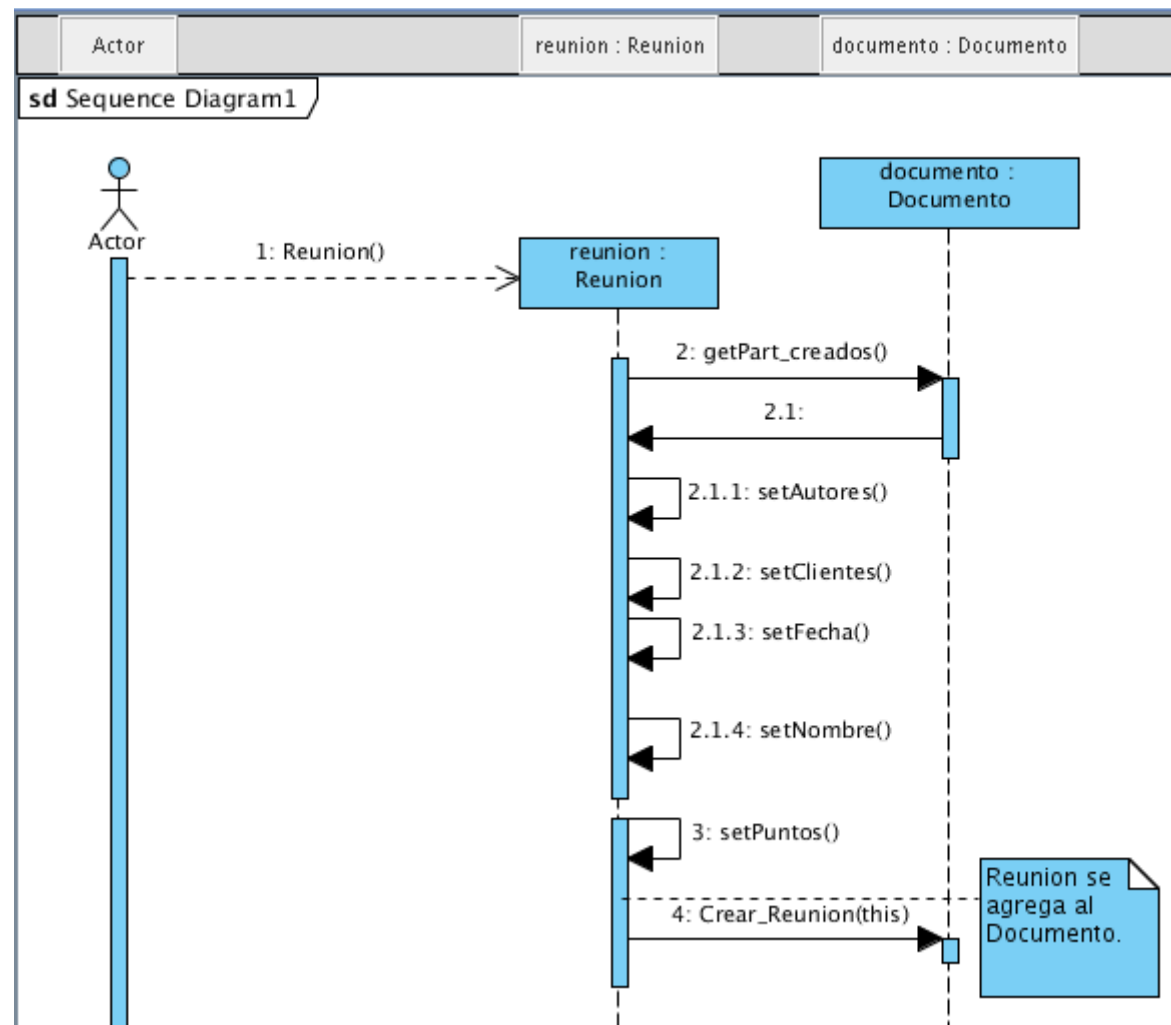 Actor
reunion : Reunion
documento : Documento
sd Sequence Diagram1
documento :
Documento
Actor
1: Reunion()
reunion :
Reunion
2: getPart_creados()
2.1:
2.1.1: setAutores()
2.1.2: setClientes()
2.1.3: setFecha()
2.1.4: setNombre()
3: setPuntos()
Reunion se
agrega al
Documento.
4: Crear_Reunion(this)